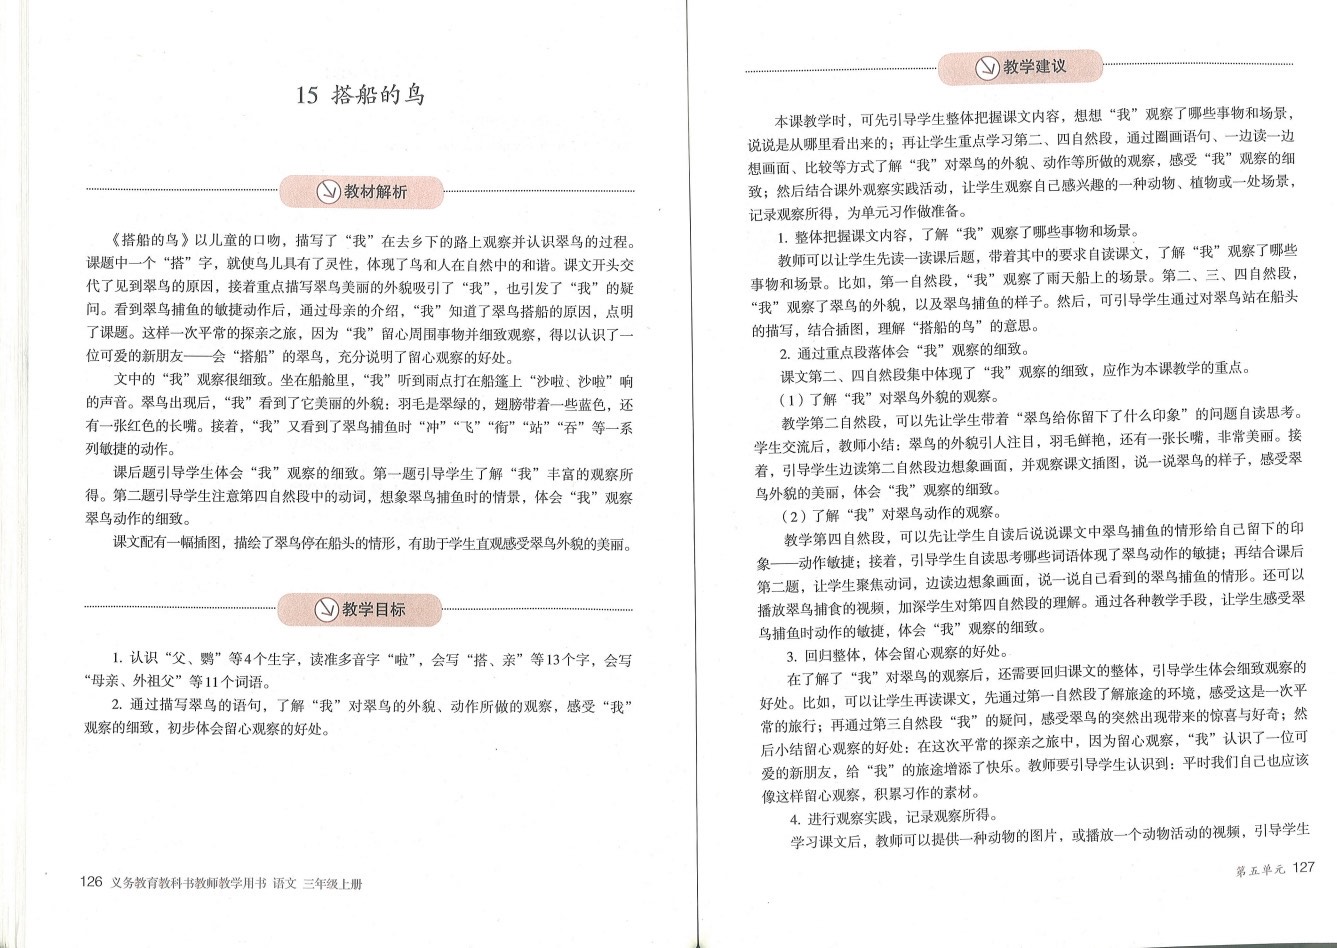 15 搭船的鸟
教材解析
《搭船的鸟》以儿童的口吻，描写了“我”在去乡下的路上观察并认识翠鸟的过程。
课题中一个“搭”字，就使鸟儿具有了灵性，体现了鸟和人在自然中的和谐。课文开头交
代了见到翠鸟的原因，接着重点描写翠鸟美丽的外貌吸引了“我”，也引发了“我”的疑
问。看到翠鸟捕鱼的敏捷动作后，通过母亲的介绍，“我”知道了翠鸟搭船的原因，点明
了课题。这样一次平常的探亲之旅，因为“我”留心周围事物并细致观察，得以认识了一
位可爱的新朋友——会“搭船”的翠鸟，充分说明了留心观察的好处。
文中的“我”观察很细致。坐在船舱里，“我”听到雨点打在船篷上“沙啦、沙啦”响
的声音。翠鸟出现后，“我”看到了它美丽的外貌：羽毛是翠绿的，翅膀带着一些蓝色，还
有一张红色的长嘴。接着，“我”又看到了翠鸟捕鱼时“冲”“飞”“衔”“站”“吞”等一系
列敏捷的动作。
课后题引导学生体会“我”观察的细致。第一题引导学生了解“我”丰富的观察所
得。第二题引导学生注意第四自然段中的动词，想象翠鸟捕鱼时的情景，体会“我”观察
翠鸟动作的细致。
课文配有一幅插图，描绘了翠鸟停在船头的情形，有助于学生直观感受翠鸟外貌的美丽。
教学目标
1. 认识“父、鹦”等4个生字，读准多音字“啦”，会写“搭、亲”等13个字，会写
“母亲、外祖父”等11个词语。
2. 通过描写翠鸟的语句，了解“我”对翠鸟的外貌、动作所做的观察，感受“我”
观察的细致，初步体会留心观察的好处。
126 义务教育教科书教师教学用书 语文 三年级上册
教学建议
本课教学时，可先引导学生整体把握课文内容，想想“我”观察了哪些事物和场景，
说说是从哪里看出来的；再让学生重点学习第二、四自然段，通过圈画语句、一边读一边
想画面、比较等方式了解“我”对翠鸟的外貌、动作等所做的观察，感受“我”观察的细
致；然后结合课外观察实践活动，让学生观察自己感兴趣的一种动物、植物或一处场景，
记录观察所得，为单元习作做准备。
1. 整体把握课文内容，了解“我”观察了哪些事物和场景。
教师可以让学生先读一读课后题，带着其中的要求自读课文，了解“我”观察了哪些
事物和场景。比如，第一自然段，“我”观察了雨天船上的场景。第二、三、四自然段，
“我”观察了翠鸟的外貌，以及翠鸟捕鱼的样子。然后，可引导学生通过对翠鸟站在船头
的描写，结合插图，理解“搭船的鸟”的意思。
2. 通过重点段落体会“我”观察的细致。
课文第二、四自然段集中体现了“我”观察的细致，应作为本课教学的重点。
（1）了解“我”对翠鸟外貌的观察。
教学第二自然段，可以先让学生带着“翠鸟给你留下了什么印象”的问题自读思考。
学生交流后，教师小结：翠鸟的外貌引人注目，羽毛鲜艳，还有一张长嘴，非常美丽。接
着，引导学生边读第二自然段边想象画面，并观察课文插图，说一说翠鸟的样子，感受翠
鸟外貌的美丽，体会“我”观察的细致。
（2）了解“我”对翠鸟动作的观察。
教学第四自然段，可以先让学生自读后说说课文中翠鸟捕鱼的情形给自己留下的印
象——动作敏捷；接着，引导学生自读思考哪些词语体现了翠鸟动作的敏捷；再结合课后
第二题，让学生聚焦动词，边读边想象画面，说一说自己看到的翠鸟捕鱼的情形。还可以
播放翠鸟捕食的视频，加深学生对第四自然段的理解。通过各种教学手段，让学生感受翠
鸟捕鱼时动作的敏捷，体会“我”观察的细致。
3. 回归整体，体会留心观察的好处。
在了解了“我”对翠鸟的观察后，还需要回归课文的整体，引导学生体会细致观察的
好处。比如，可以让学生再读课文，先通过第一自然段了解旅途的环境，感受这是一次平
常的旅行；再通过第三自然段“我”的疑问，感受翠鸟的突然出现带来的惊喜与好奇；然
后小结留心观察的好处：在这次平常的探亲之旅中，因为留心观察，“我”认识了一位可
爱的新朋友，给“我”的旅途增添了快乐。教师要引导学生认识到：平时我们自己也应该
像这样留心观察，积累习作的素材。
4. 进行观察实践，记录观察所得。
学习课文后，教师可以提供一种动物的图片，或播放一个动物活动的视频，引导学生
第五单元 127